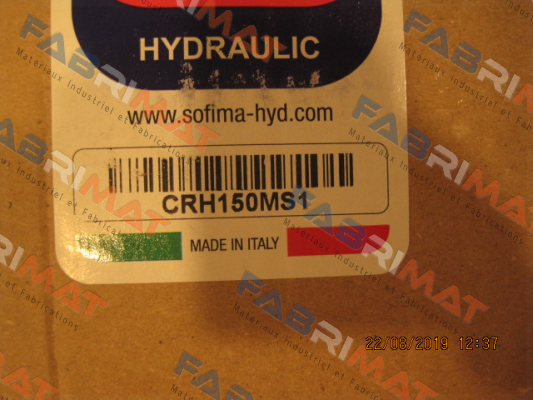 HYDRAULIC
www.sofima-hyd.com
CRH150MS1
MADE IN ITALY
22/08/2019 12:37
FABRIMAT
Materiaux Industriel et Fabrications